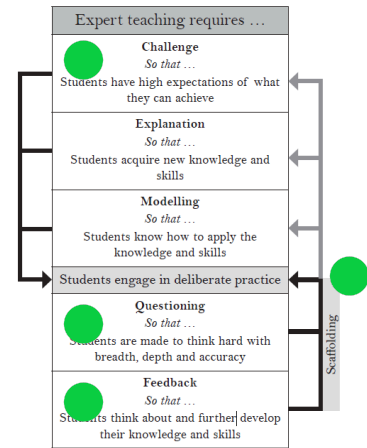 Expert teaching requires …
Challenge
So that …
Students have high expectations of what
they can achieve
Explanation
So that …
Students acquire new knowledge and
skills
Modelling
So that …
Students know how to apply the
knowledge and skills
Students engage in deliberate practice
Questioning
So that …
Students are made to think hard with
breadth, depth and accuracy
Feedback
So that …
Students think about and further develop
their knowledge and skills
Scaffolding